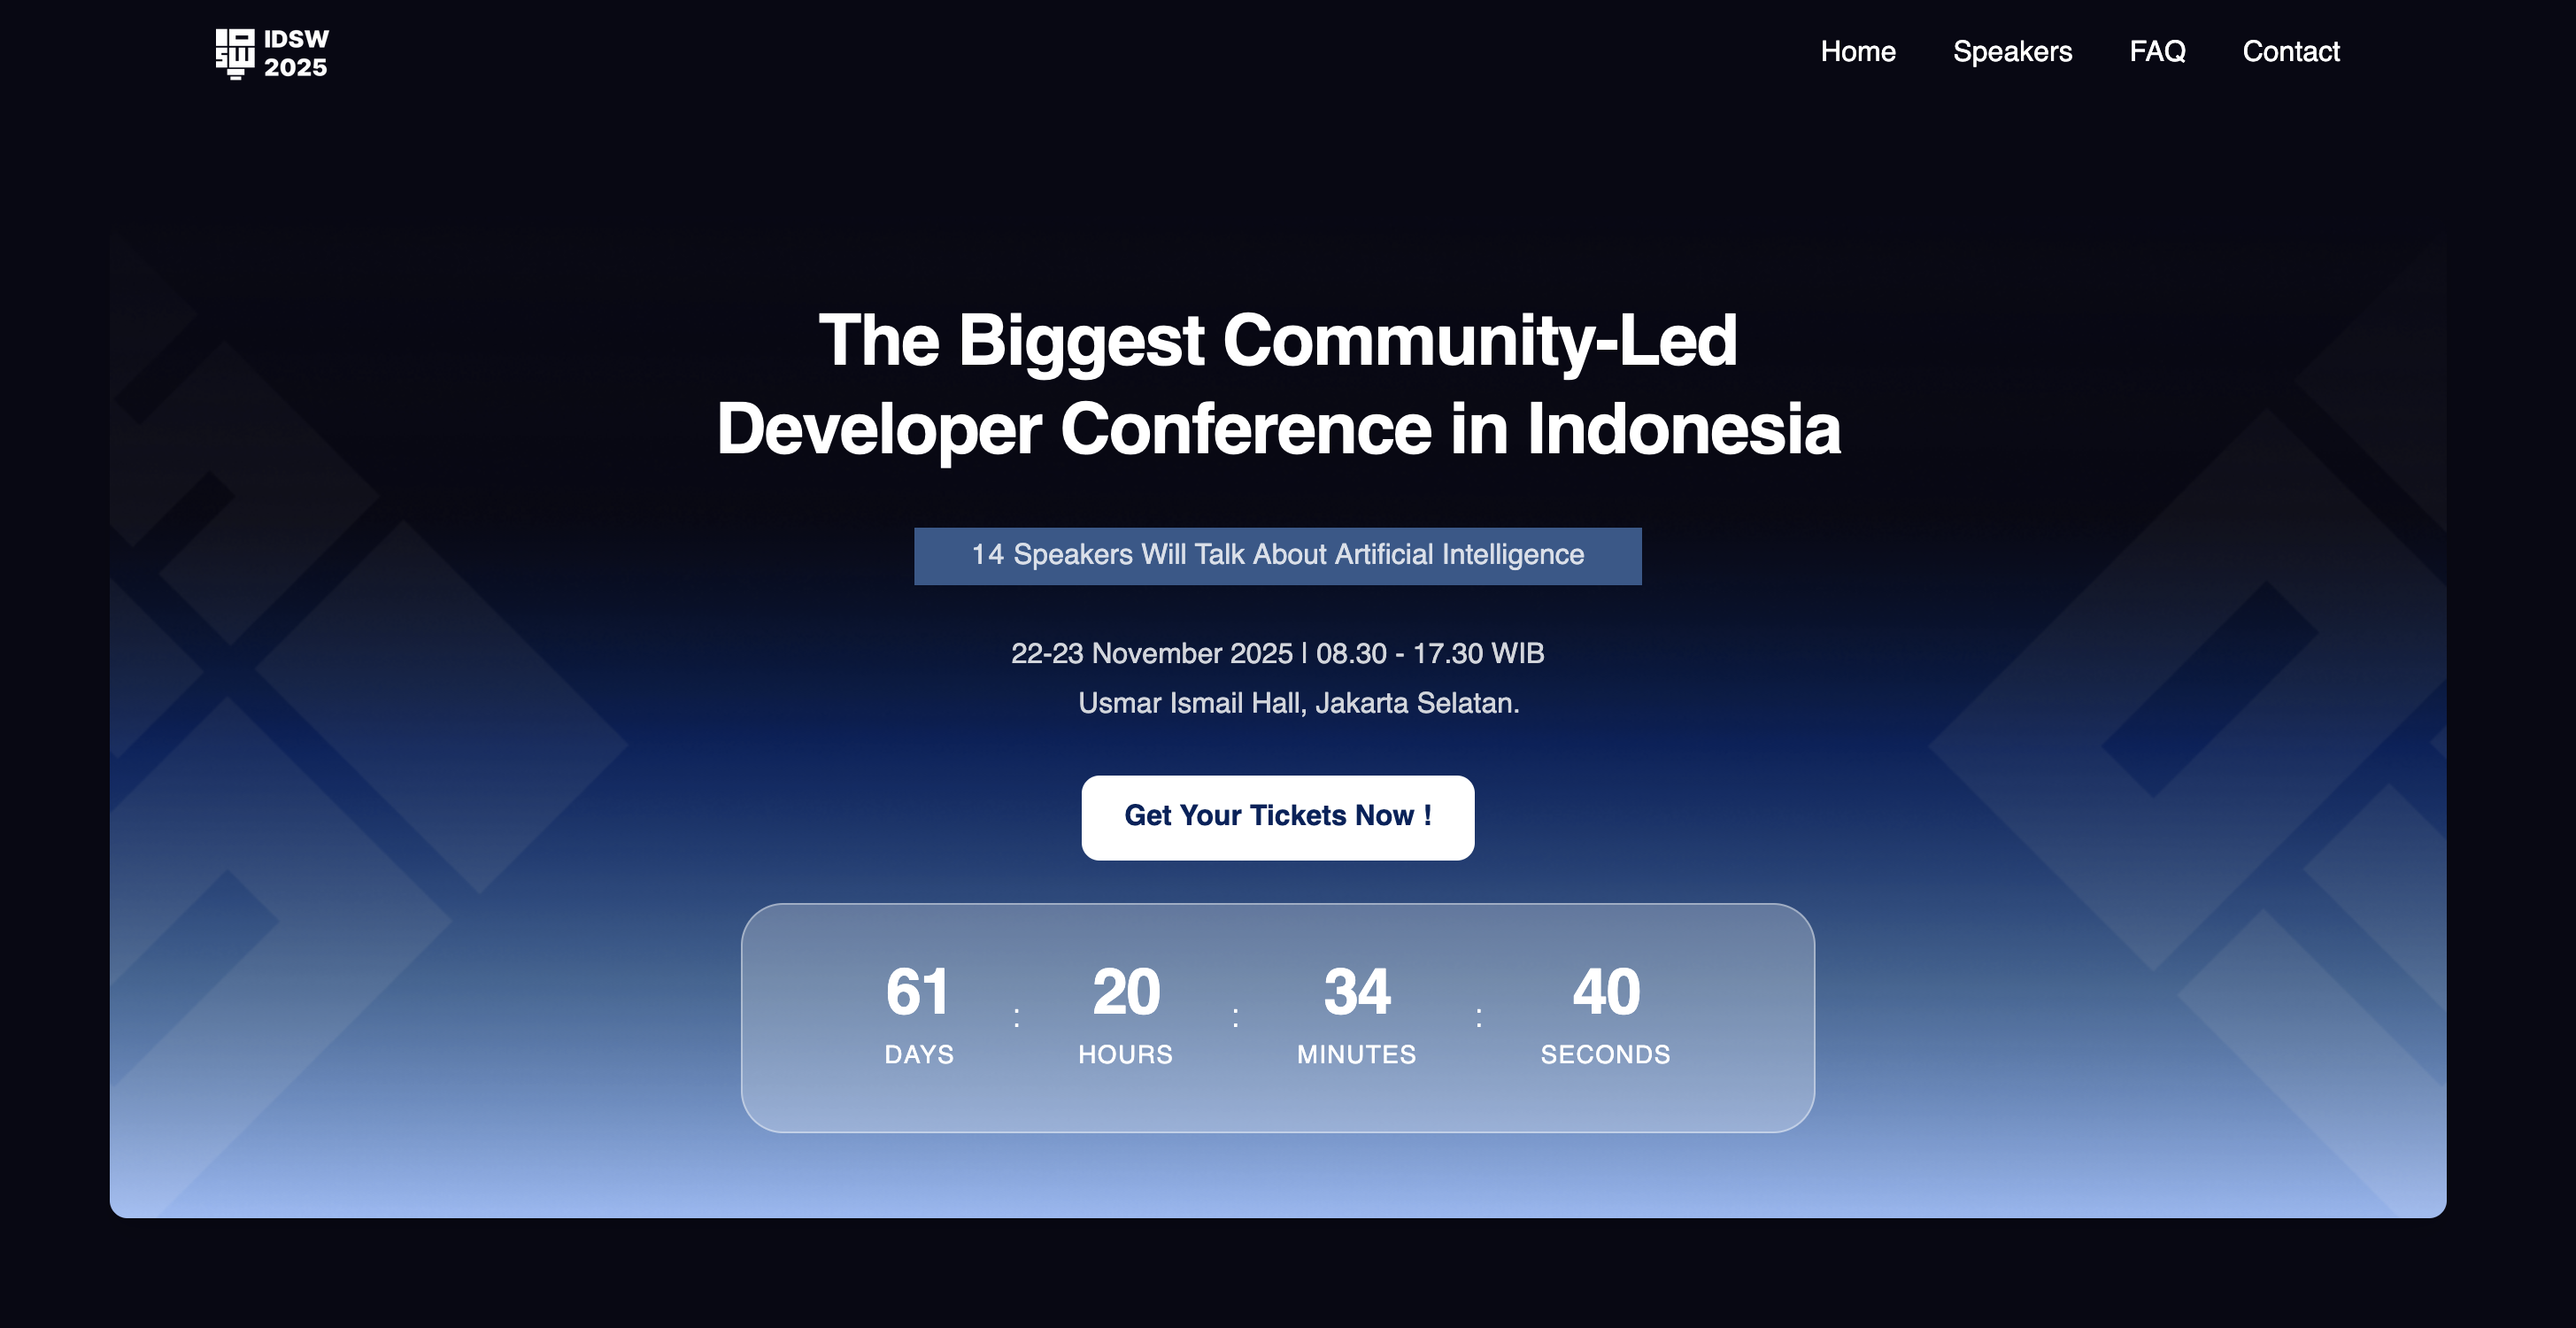 IDSW
2025
Home Speakers FAQ Contact
The Biggest Community-Led
Developer Conference in Indonesia
14 Speakers Will Talk About Artificial Intelligence
22-23 November 2025 | 08.30 - 17.30 WIB
Usmar Ismail Hall, Jakarta Selatan.
Get Your Tickets Now !
61 : 20 : 34 : 40
DAYS HOURS MINUTES SECONDS